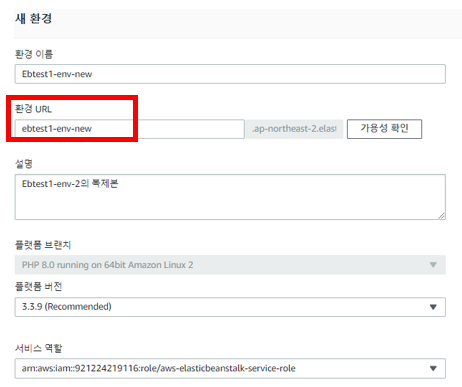 새 환경
환경 이름
Ebtest1-env-new
환경 URL
ebtest1-env-new
.ap-northeast-2.elas!
가용성 확인
설명
Ebtest1-env-2의 복제본
플랫폼 브랜치
PHP 8.0 running on 64bit Amazon Linux 2
플랫폼 버전
3.3.9 (Recommended)
서비스 역할
arn:aws:iam::921224219116:role/aws-elasticbeanstalk-service-role